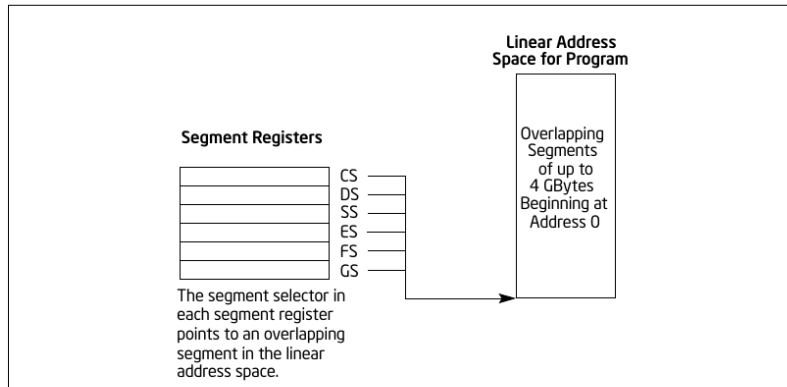 Linear Address
Space for Program
Segment Registers
Overlapping
Segments
of up to
4 GBytes
Beginning at
Address 0
CS
DS
SS
ES
FS
GS
The segment selector in
each segment register
points to an overlapping
segment in the linear
address space.